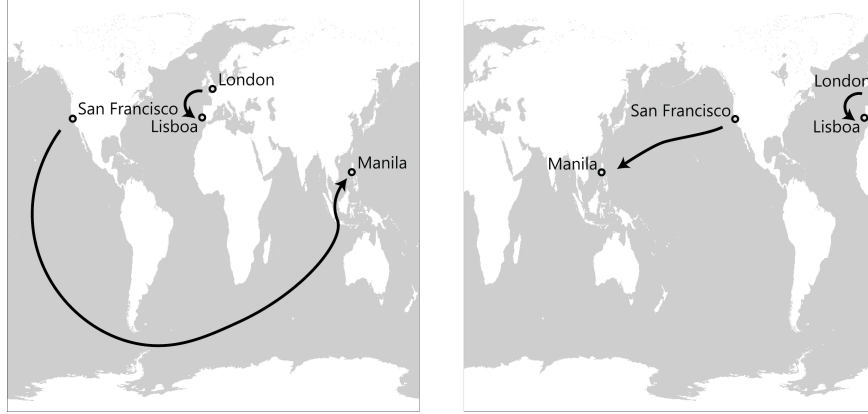 London
San Francisco
Lisboa
Manila
London
San Francisco
Lisboa
Manila